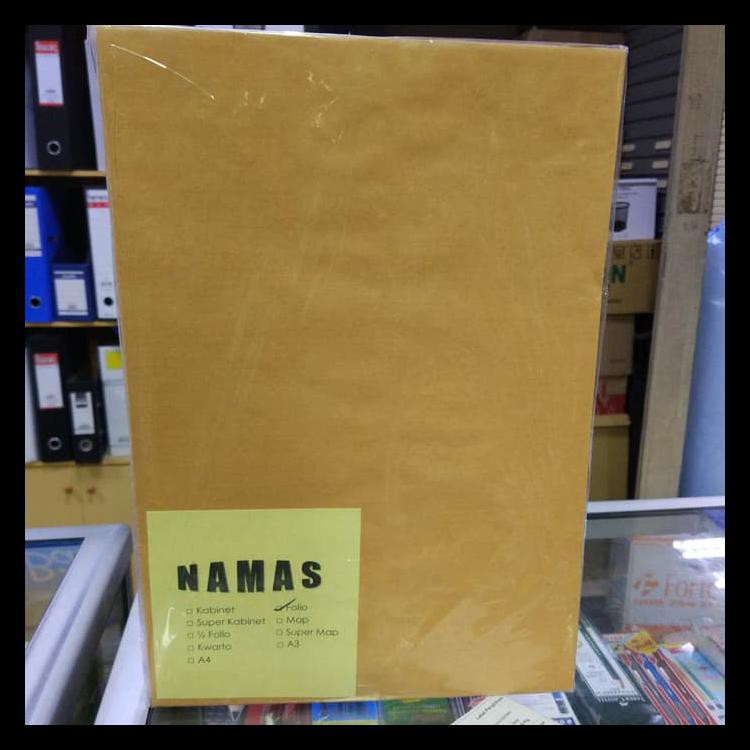 NAMAS
Kabinet
Super Kabinet
½ Folio
Kwarto
A4
Folio
Map
Super Map
A3